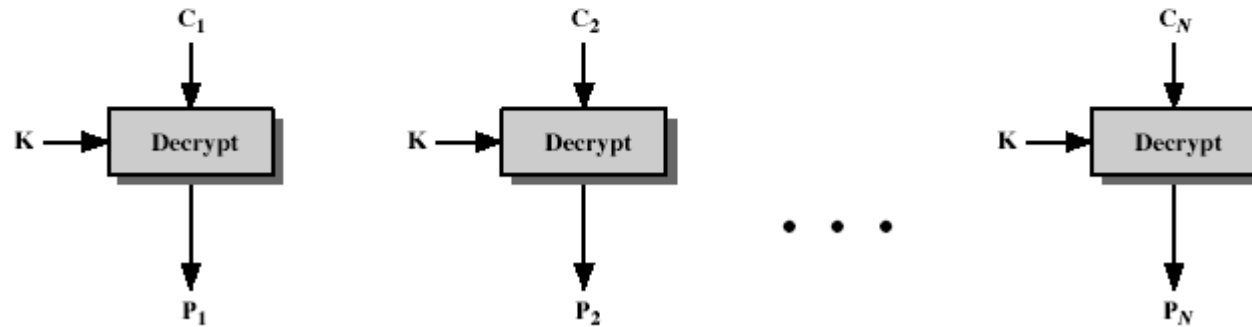 C1 C2 CN
K Decrypt K Decrypt K Decrypt
P1 P2 PN